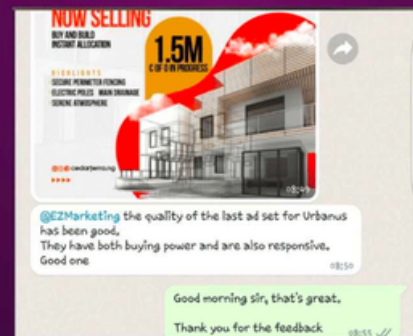 NOW SELLING
BUY AND BUILD
INSTANT ALLOCATION
1.5M
C OF O IN PROGRESS
HIGHLIGHTS
SECURE PERIMETER FENCING
ELECTRIC POLES MAIN DRAINAGE
SERENE ATMOSPHERE
08:49
@EZMarketing the quality of the last ad set for Urbanus
has been good,
They have both buying power and are also responsive.
Good one
08:50
Good morning sir, that's great.
Thank you for the feedback
08:55